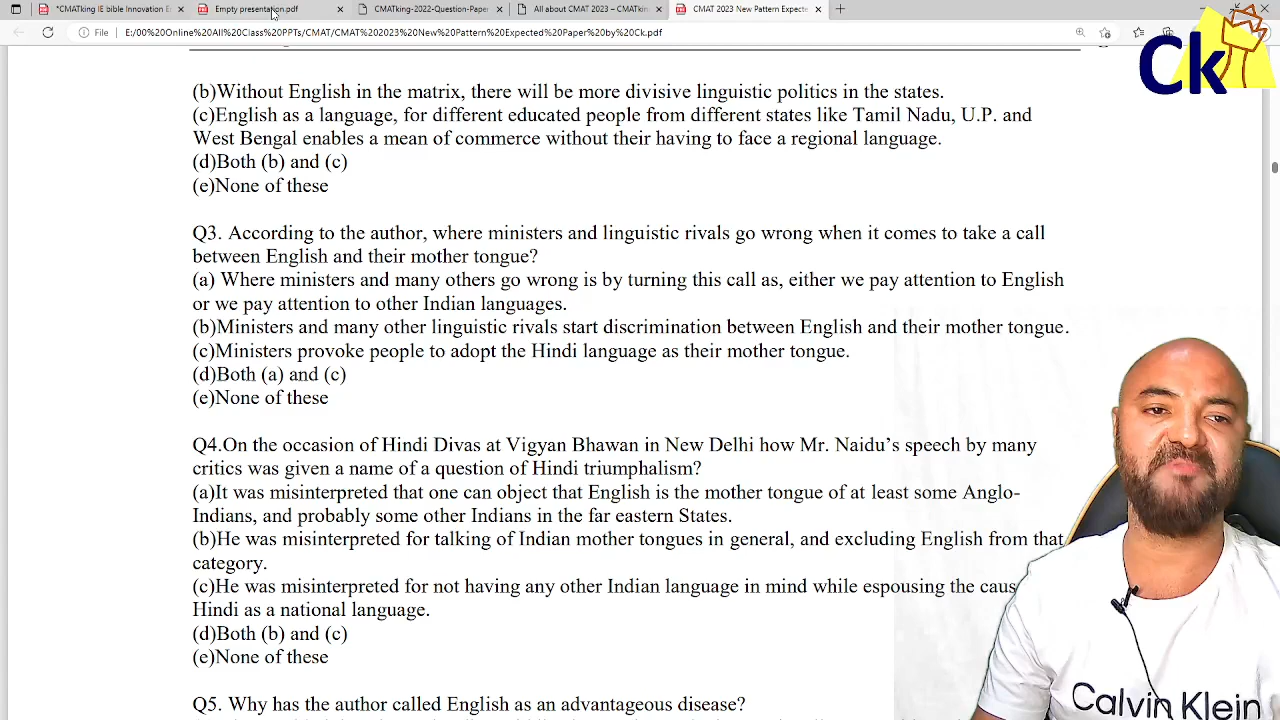 *CMATking IE bible Innovation E
Empty presentation.pdf
CMATking-2022-Question-Paper
All about CMAT 2023 – CMATkin
CMAT 2023 New Pattern Expecte
File
E:/00%20Online%20All%20Class%20PPTs/CMAT/CMAT%202023%20New%20Pattern%20Expected%20Paper%20by%20Ck.pdf
Ck
(b)Without English in the matrix, there will be more divisive linguistic politics in the states.
(c)English as a language, for different educated people from different states like Tamil Nadu, U.P. and
West Bengal enables a mean of commerce without their having to face a regional language.
(d)Both (b) and (c)
(e)None of these
Q3. According to the author, where ministers and linguistic rivals go wrong when it comes to take a call
between English and their mother tongue?
(a) Where ministers and many others go wrong is by turning this call as, either we pay attention to English
or we pay attention to other Indian languages.
(b)Ministers and many other linguistic rivals start discrimination between English and their mother tongue.
(c)Ministers provoke people to adopt the Hindi language as their mother tongue.
(d)Both (a) and (c)
(e)None of these
Q4.On the occasion of Hindi Divas at Vigyan Bhawan in New Delhi how Mr. Naidu's speech by many
critics was given a name of a question of Hindi triumphalism?
(a)It was misinterpreted that one can object that English is the mother tongue of at least some Anglo-
Indians, and probably some other Indians in the far eastern States.
(b)He was misinterpreted for talking of Indian mother tongues in general, and excluding English from that
category.
(c)He was misinterpreted for not having any other Indian language in mind while espousing the caus
Hindi as a national language.
(d)Both (b) and (c)
(e)None of these
Q5. Why has the author called English as an advantageous disease?
Calvin Klein